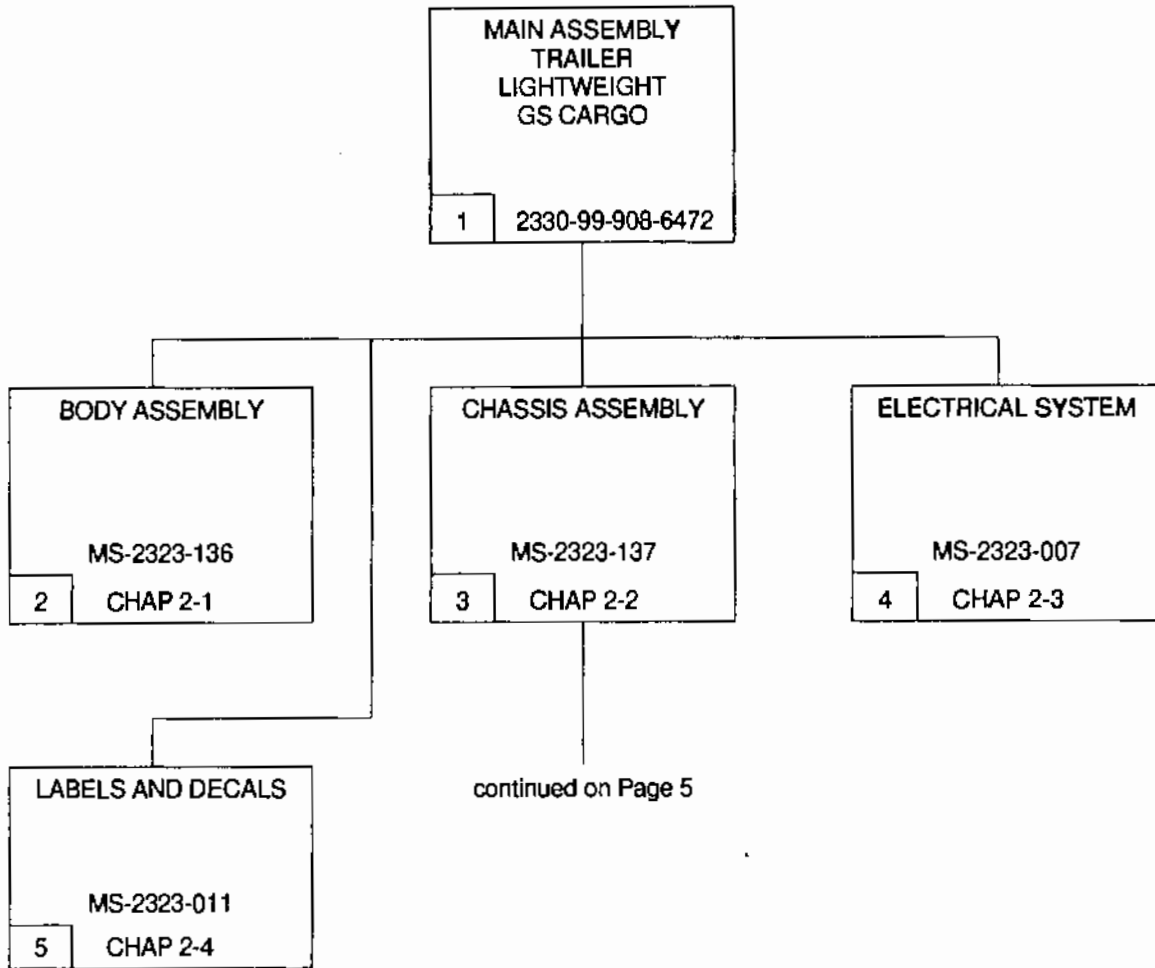 MAIN ASSEMBLY
TRAILER
LIGHTWEIGHT
GS CARGO
1 2330-99-908-6472
BODY ASSEMBLY
MS-2323-136
2 CHAP 2-1
CHASSIS ASSEMBLY
MS-2323-137
3 CHAP 2-2
ELECTRICAL SYSTEM
MS-2323-007
4 CHAP 2-3
LABELS AND DECALS
MS-2323-011
5 CHAP 2-4
continued on Page 5